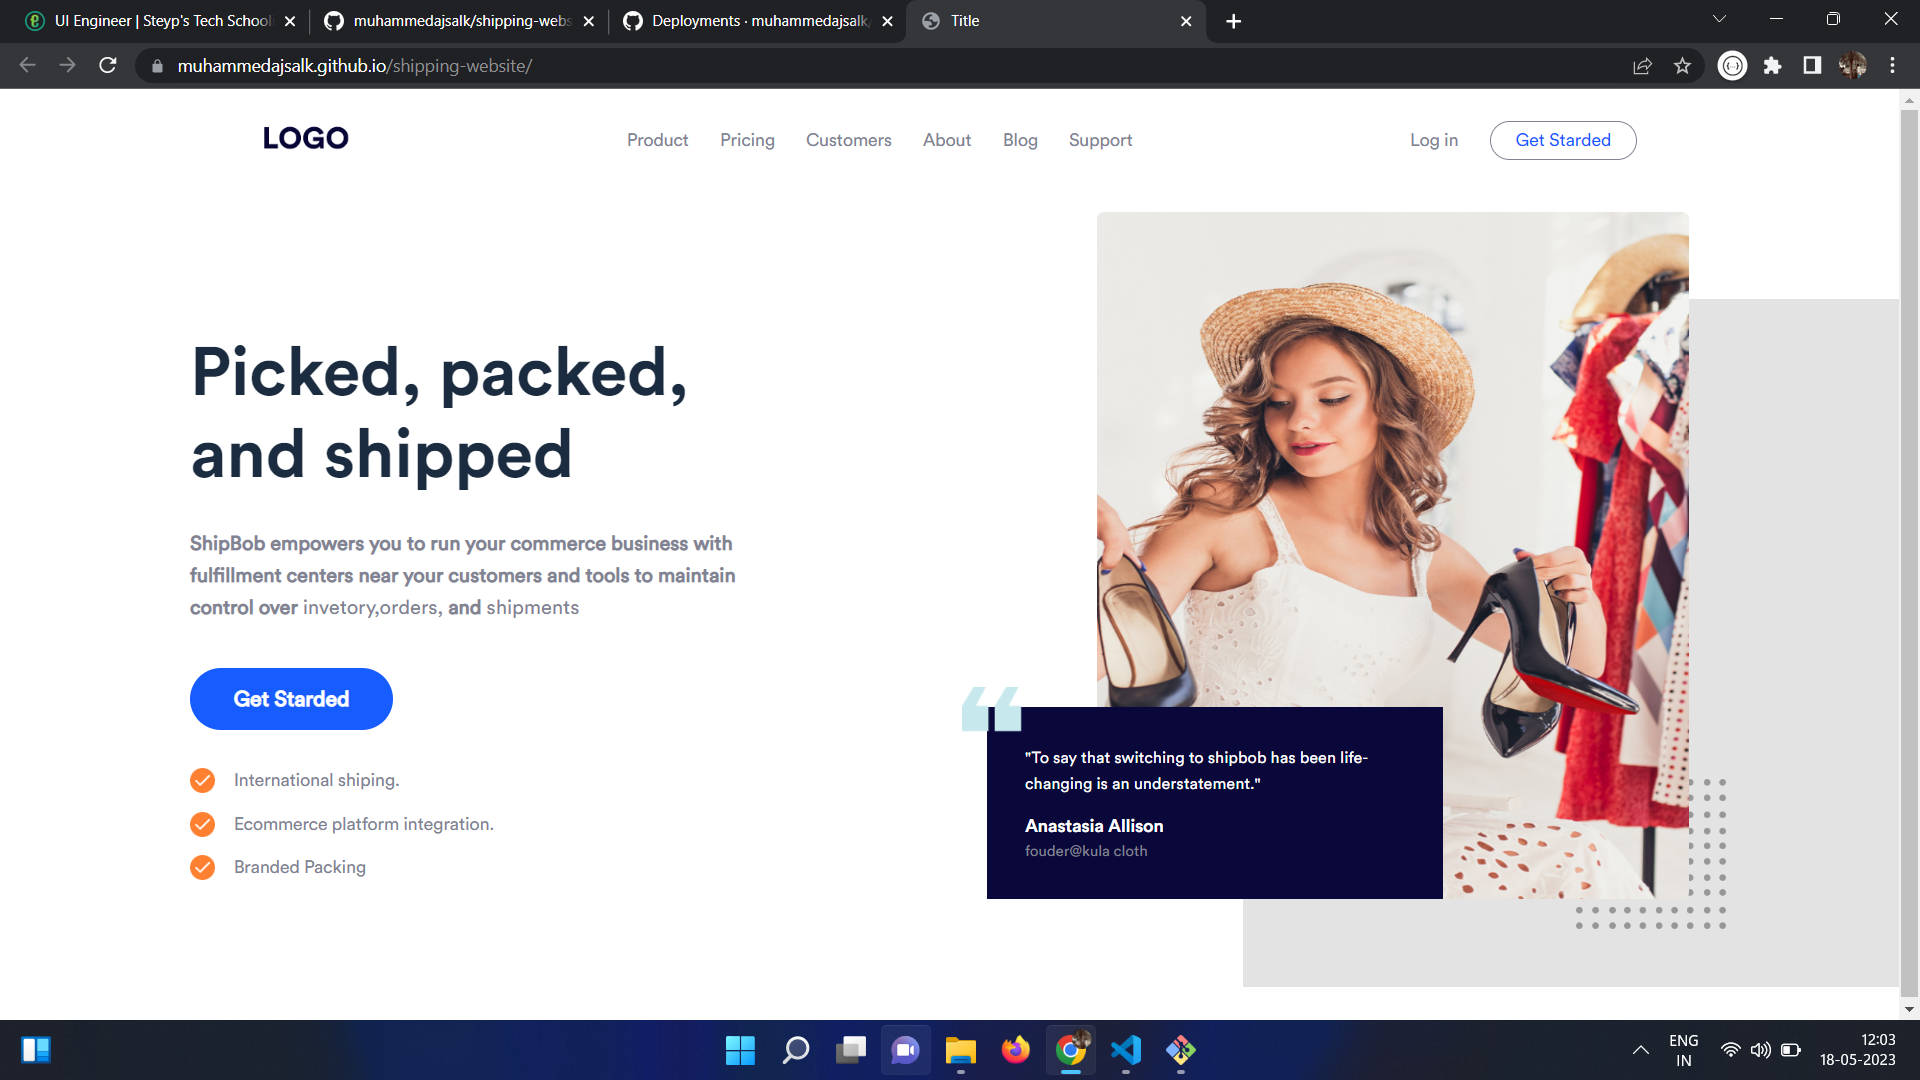 UI Engineer | Steyp's Tech Schooli
muhammedajsalk/shipping-webs
Deployments · muhammedajsalk/
Title
muhammedajsalk.github.io/shipping-website/
LOGO
Product Pricing Customers About Blog Support
Log in Get Starded
Picked, packed,
and shipped
ShipBob empowers you to run your commerce business with
fulfillment centers near your customers and tools to maintain
control over invetory,orders, and shipments
Get Starded
International shiping.
Ecommerce platform integration.
Branded Packing
"To say that switching to shipbob has been life-
changing is an understatement."
Anastasia Allison
fouder@kula cloth
ENG
IN
12:03
18-05-2023